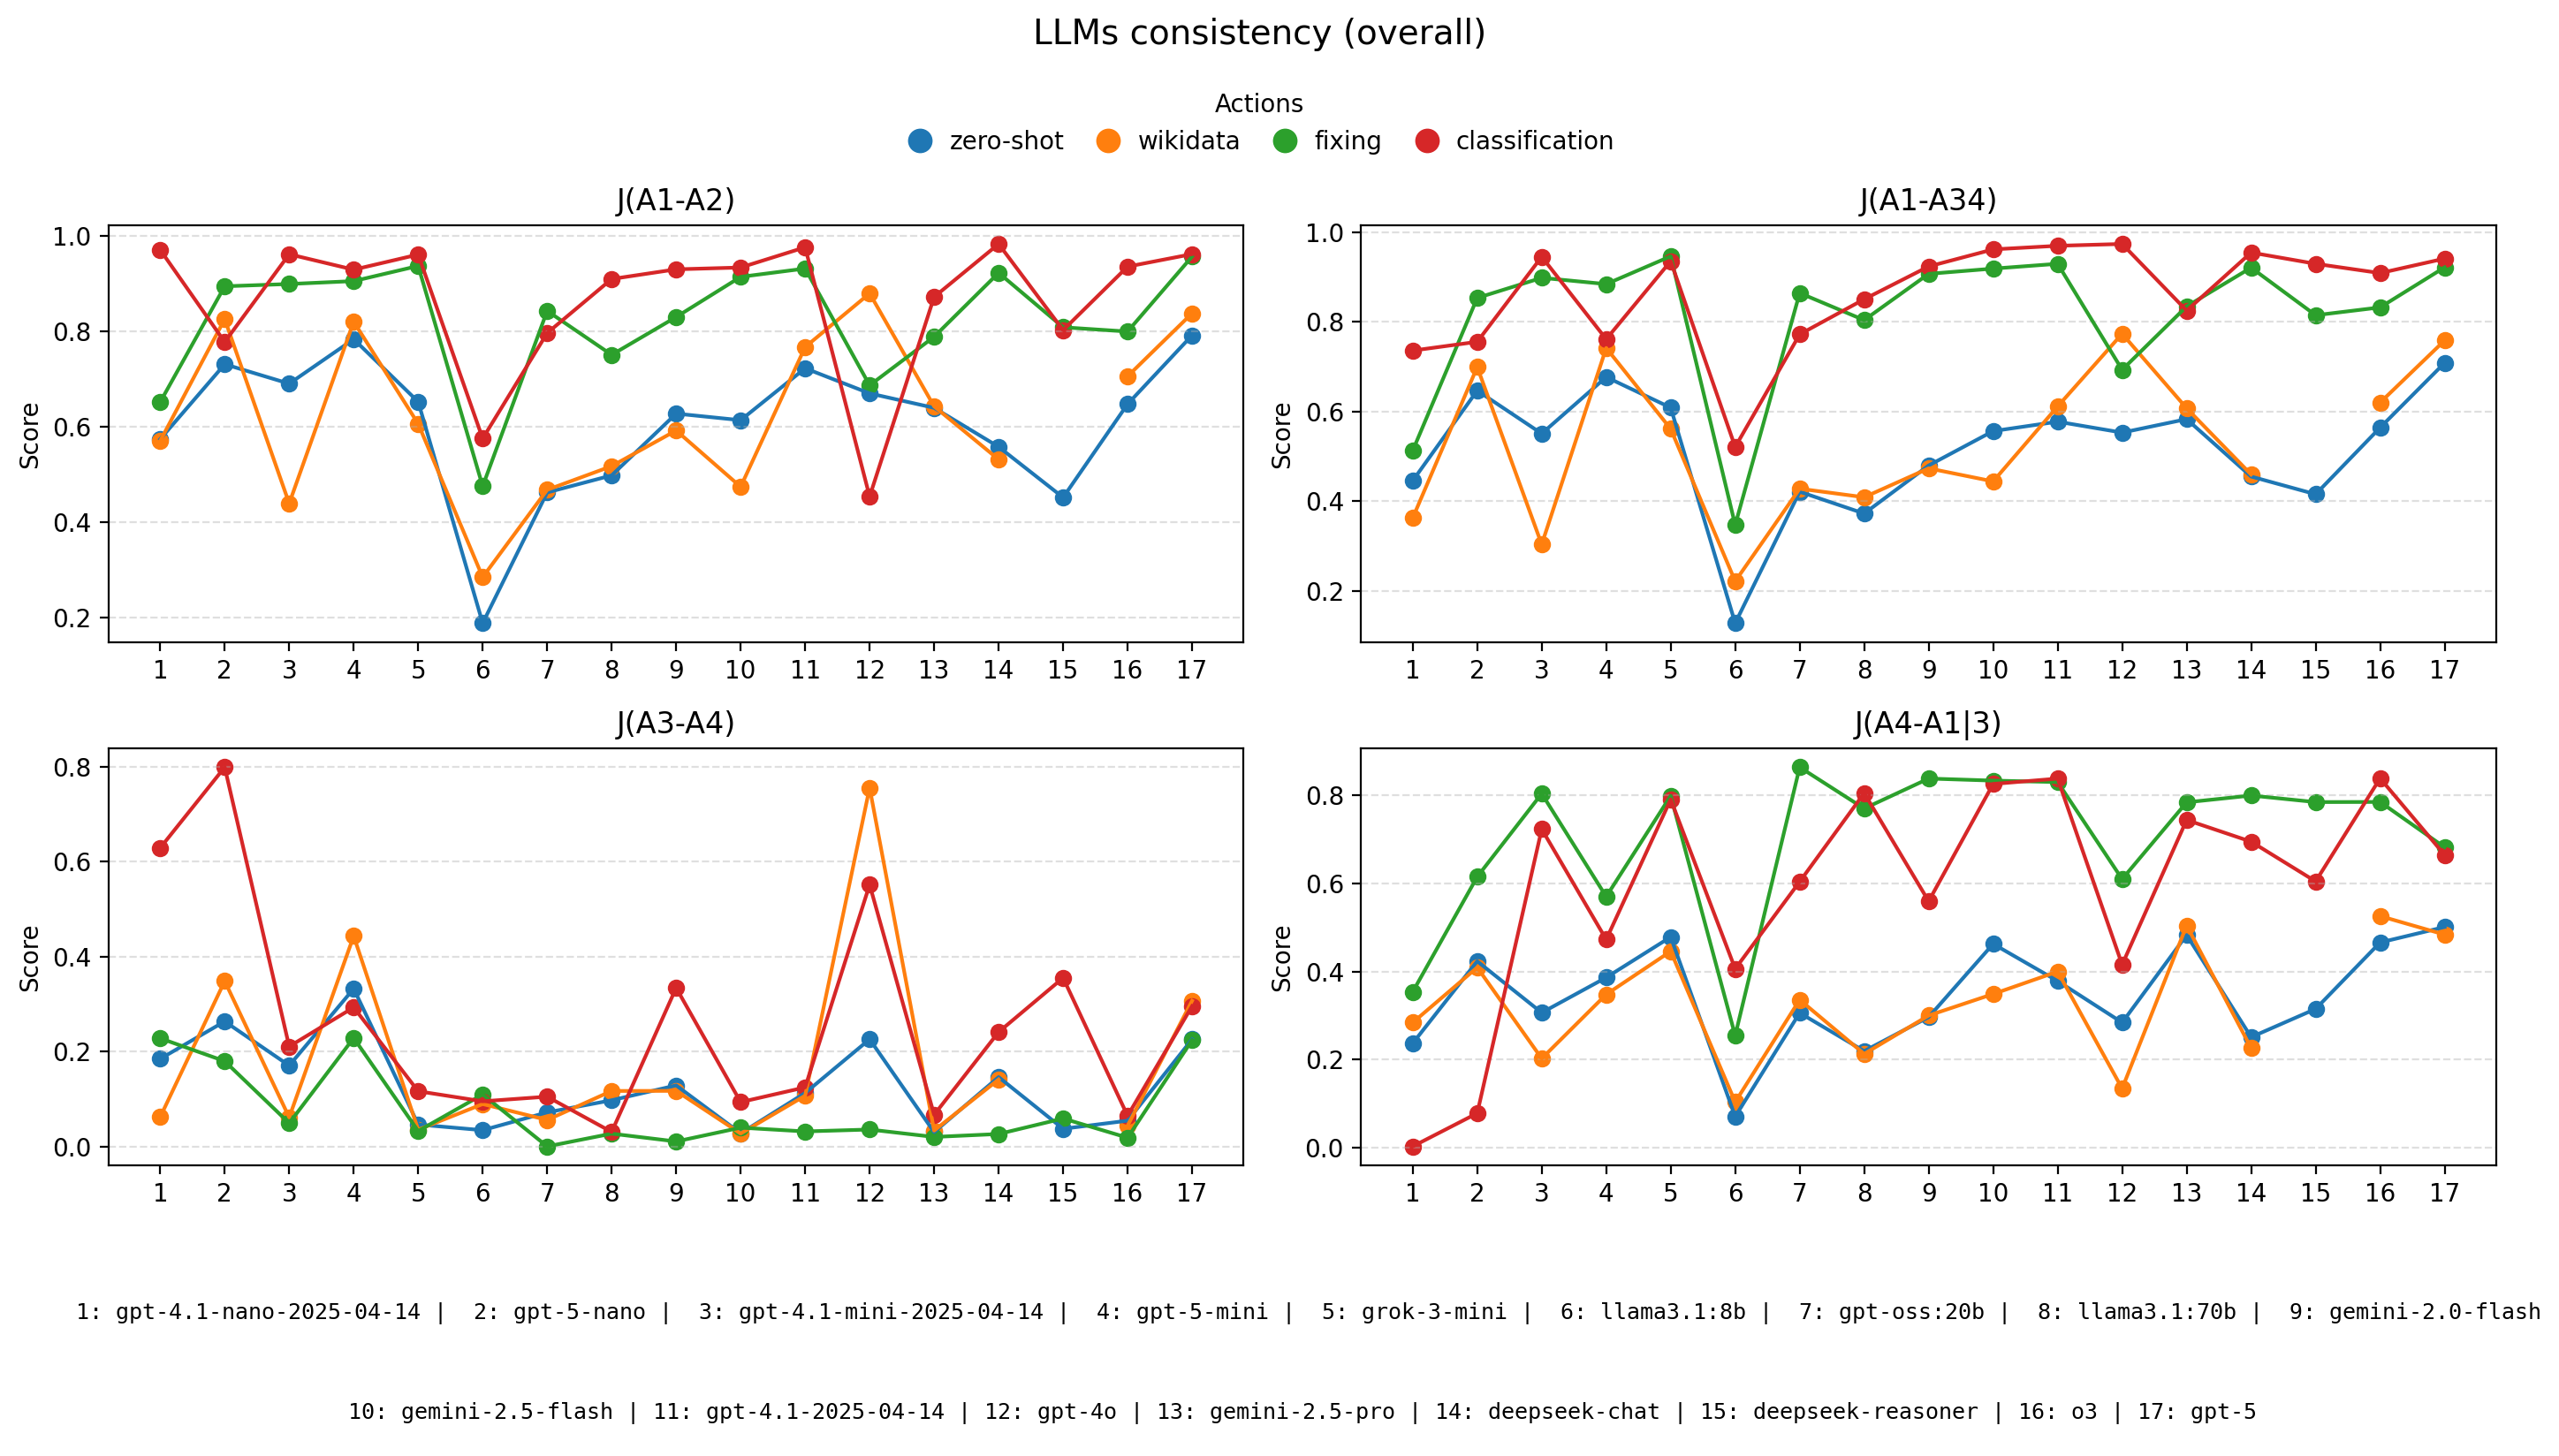 LLMs consistency (overall)
Actions
zero-shot wikidata fixing classification
J(A1-A2)
Score
1.0
0.8
0.6
0.4
0.2
1 2 3 4 5 6 7 8 9 10 11 12 13 14 15 16 17
J(A1-A34)
Score
1.0
0.8
0.6
0.4
0.2
1 2 3 4 5 6 7 8 9 10 11 12 13 14 15 16 17
J(A3-A4)
Score
0.8
0.6
0.4
0.2
0.0
1 2 3 4 5 6 7 8 9 10 11 12 13 14 15 16 17
J(A4-A1|3)
Score
0.8
0.6
0.4
0.2
0.0
1 2 3 4 5 6 7 8 9 10 11 12 13 14 15 16 17
1: gpt-4.1-nano-2025-04-14 | 2: gpt-5-nano | 3: gpt-4.1-mini-2025-04-14 | 4: gpt-5-mini | 5: grok-3-mini | 6: llama3.1:8b | 7: gpt-oss:20b | 8: llama3.1:70b | 9: gemini-2.0-flash
10: gemini-2.5-flash | 11: gpt-4.1-2025-04-14 | 12: gpt-4o | 13: gemini-2.5-pro | 14: deepseek-chat | 15: deepseek-reasoner | 16: o3 | 17: gpt-5